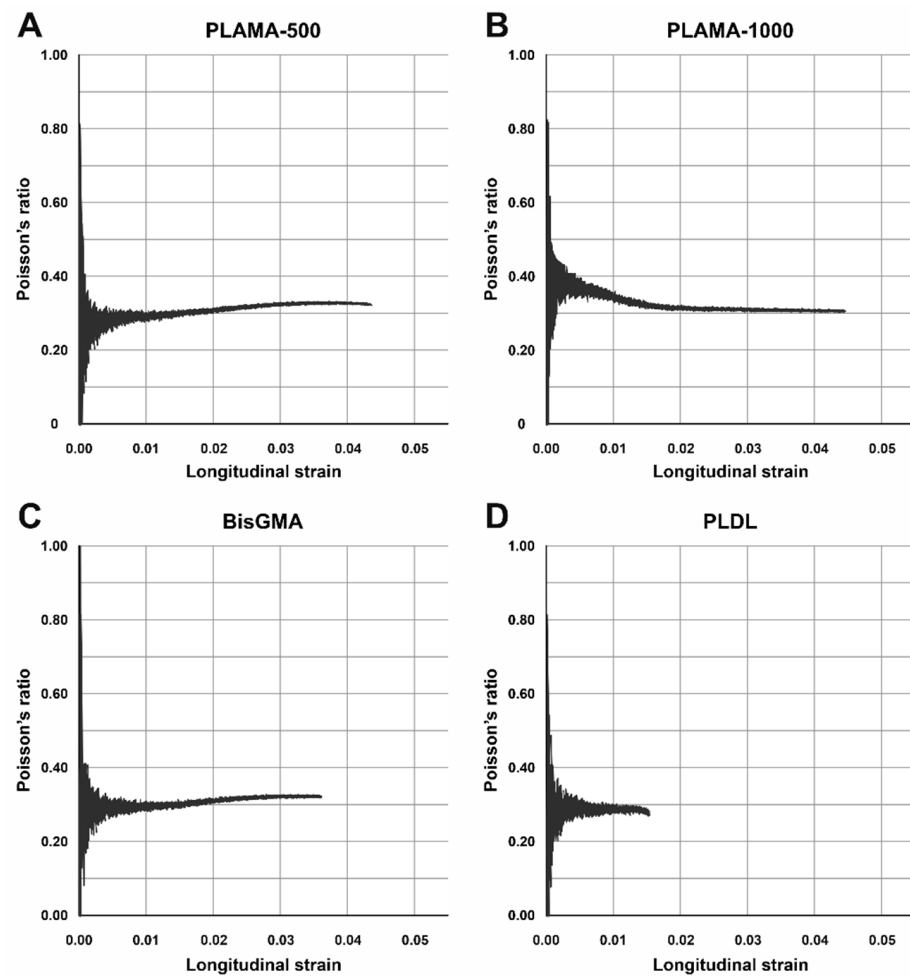 A PLAMA-500
1.00
0.80
0.60
0.40
0.20
0
Poisson's ratio
0.00 0.01 0.02 0.03 0.04 0.05
Longitudinal strain
B PLAMA-1000
1.00
0.80
0.60
0.40
0.20
0
Poisson's ratio
0.00 0.01 0.02 0.03 0.04 0.05
Longitudinal strain
C BisGMA
1.00
0.80
0.60
0.40
0.20
0.00
Poisson's ratio
0.00 0.01 0.02 0.03 0.04 0.05
Longitudinal strain
D PLDL
1.00
0.80
0.60
0.40
0.20
0.00
Poisson's ratio
0.00 0.01 0.02 0.03 0.04 0.05
Longitudinal strain